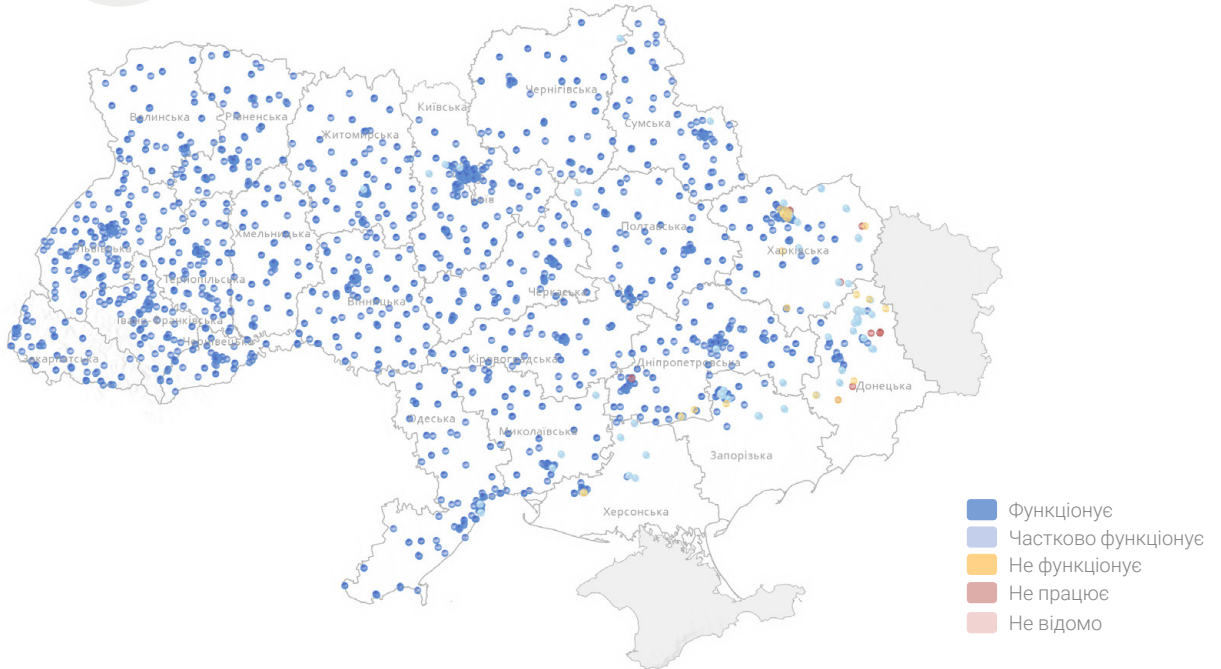 Чернігівська
Київська
Волинська
Рівненська
Сумська
Житомирська
Київ
Полтавська
Хмельницька
Львівська
Харківська
Тернопільська
Черкаська
Вінницька
Івано-Франківська
Чернівецька
Закарпатська
Кіровоградська
Дніпропетровська
Донецька
Одеська
Миколаївська
Запорізька
Херсонська
Функціонує
Частково функціонує
Не функціонує
Не працює
Не відомо